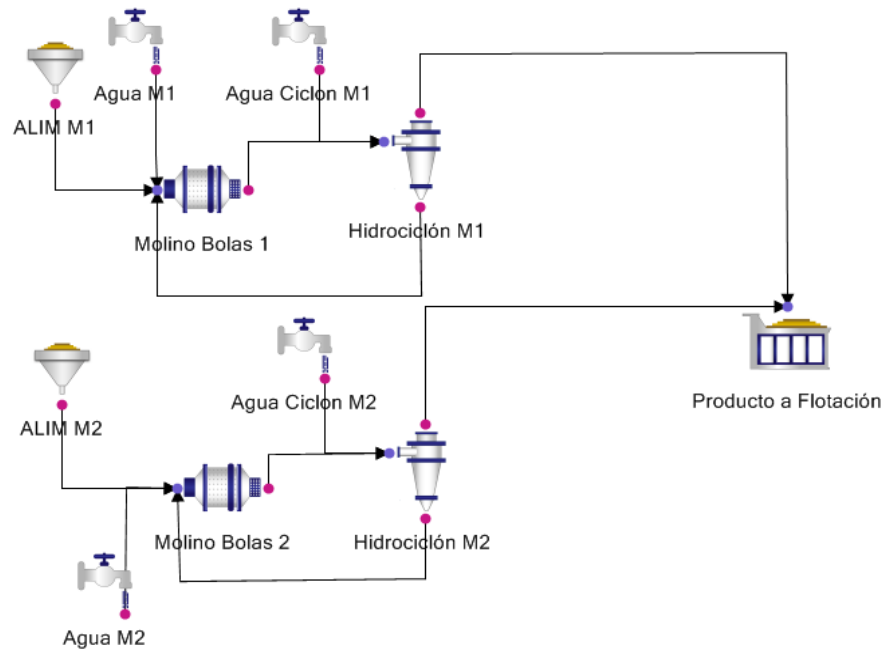 ALIM M1
Agua M1
Agua Ciclon M1
Molino Bolas 1
Hidrociclón M1
ALIM M2
Agua Ciclon M2
Producto a Flotación
Molino Bolas 2
Hidrociclón M2
Agua M2